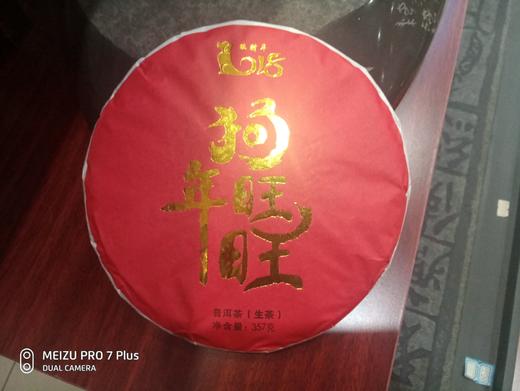 2018
狗
年旺旺
普洱茶（生茶）
净含量：357克
MEIZU PRO 7 Plus
DUAL CAMERA